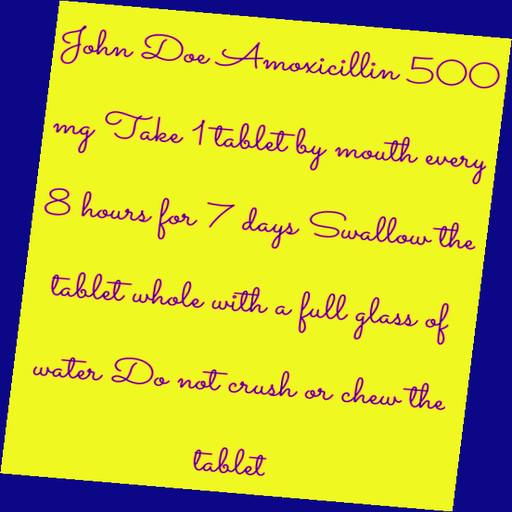 John Doe Amoxicillin 500
mg Take 1 tablet by mouth every
8 hours for 7 days Swallow the
tablet whole with a full glass of
water Do not crush or chew the
tablet